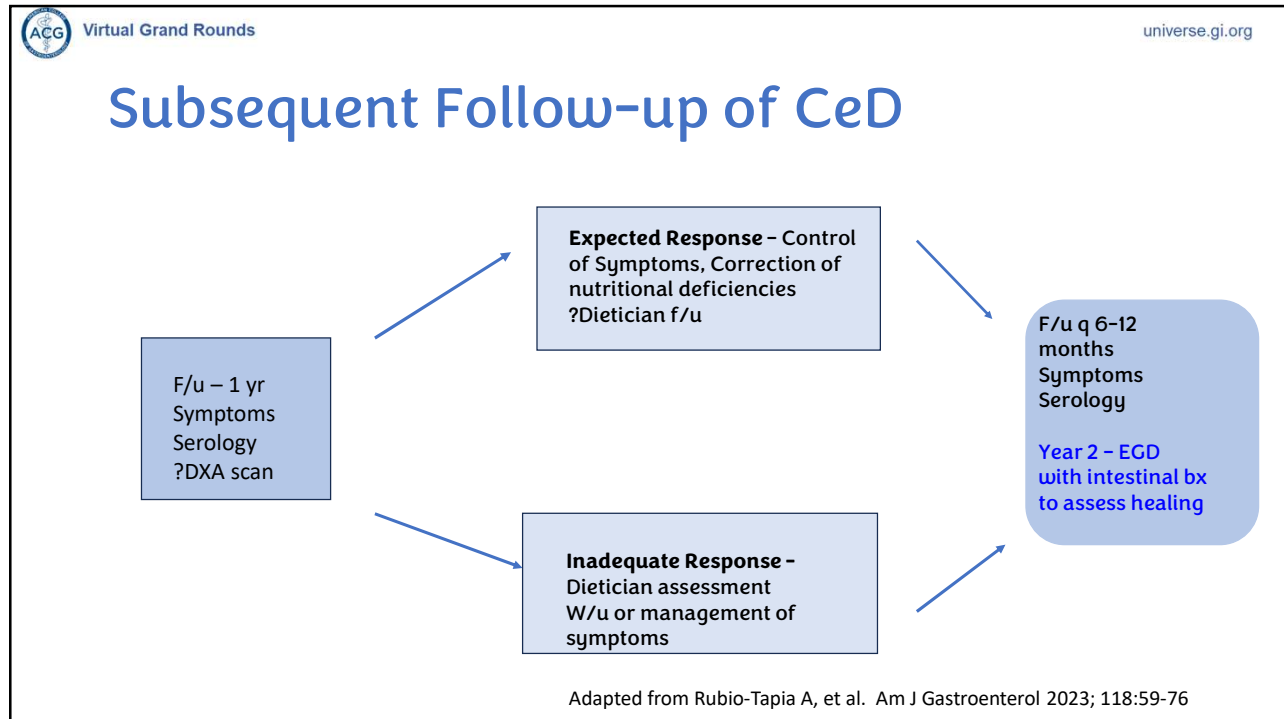 ACG
Virtual Grand Rounds
universe.gi.org
Subsequent Follow-up of CeD
F/u – 1 yr
Symptoms
Serology
?DXA scan
Expected Response – Control
of Symptoms, Correction of
nutritional deficiencies
?Dietician f/u
Inadequate Response –
Dietician assessment
W/u or management of
symptoms
F/u q 6-12
months
Symptoms
Serology
Year 2 – EGD
with intestinal bx
to assess healing
Adapted from Rubio-Tapia A, et al. Am J Gastroenterol 2023; 118:59-76